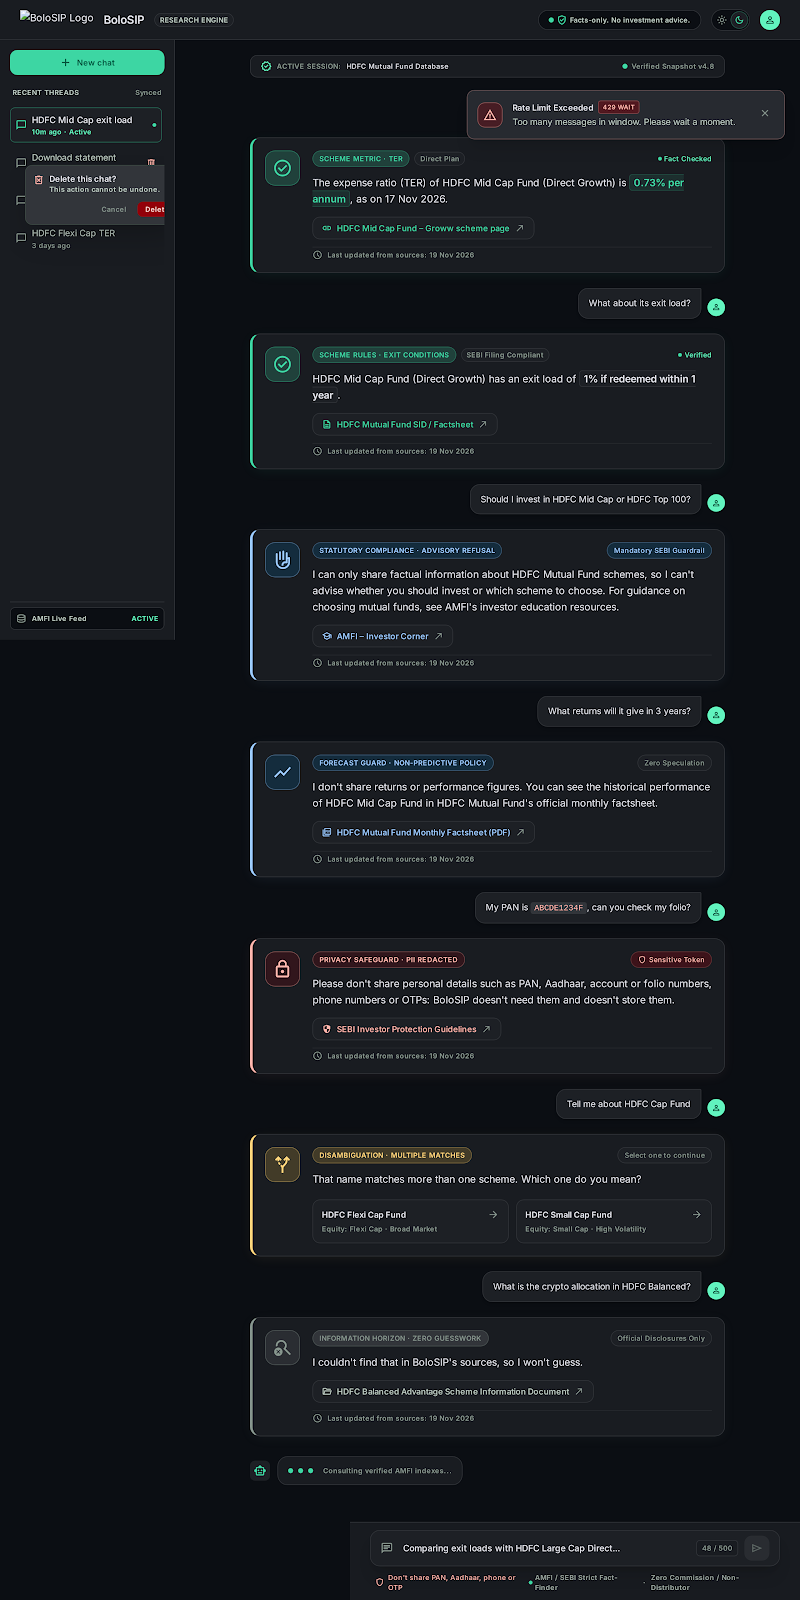 BoloSIP Logo BoloSIP RESEARCH ENGINE
Facts-only. No investment advice.
+ New chat
RECENT THREADS Synced
HDFC Mid Cap exit load
10m ago · Active
Download statement
Delete this chat?
This action cannot be undone.
Cancel Delet
HDFC Flexi Cap TER
3 days ago
AMFI Live Feed ACTIVE
ACTIVE SESSION: HDFC Mutual Fund Database Verified Snapshot v4.8
Rate Limit Exceeded 429 WAIT
Too many messages in window. Please wait a moment.
SCHEME METRIC · TER Direct Plan Fact Checked
The expense ratio (TER) of HDFC Mid Cap Fund (Direct Growth) is 0.73% per
annum, as on 17 Nov 2026.
HDFC Mid Cap Fund – Groww scheme page ↗
Last updated from sources: 19 Nov 2026
What about its exit load?
SCHEME RULES · EXIT CONDITIONS SEBI Filing Compliant Verified
HDFC Mid Cap Fund (Direct Growth) has an exit load of 1% if redeemed within 1
year.
HDFC Mutual Fund SID / Factsheet ↗
Last updated from sources: 19 Nov 2026
Should I invest in HDFC Mid Cap or HDFC Top 100?
STATUTORY COMPLIANCE · ADVISORY REFUSAL Mandatory SEBI Guardrail
I can only share factual information about HDFC Mutual Fund schemes, so I can't
advise whether you should invest or which scheme to choose. For guidance on
choosing mutual funds, see AMFI's investor education resources.
AMFI – Investor Corner ↗
Last updated from sources: 19 Nov 2026
What returns will it give in 3 years?
FORECAST GUARD · NON-PREDICTIVE POLICY Zero Speculation
I don't share returns or performance figures. You can see the historical performance
of HDFC Mid Cap Fund in HDFC Mutual Fund's official monthly factsheet.
HDFC Mutual Fund Monthly Factsheet (PDF) ↗
Last updated from sources: 19 Nov 2026
My PAN is ABCDE1234F, can you check my folio?
PRIVACY SAFEGUARD · PII REDACTED Sensitive Token
Please don't share personal details such as PAN, Aadhaar, account or folio numbers,
phone numbers or OTPs: BoloSIP doesn't need them and doesn't store them.
SEBI Investor Protection Guidelines ↗
Last updated from sources: 19 Nov 2026
Tell me about HDFC Cap Fund
DISAMBIGUATION · MULTIPLE MATCHES Select one to continue
That name matches more than one scheme. Which one do you mean?
HDFC Flexi Cap Fund → HDFC Small Cap Fund →
Equity: Flexi Cap · Broad Market Equity: Small Cap · High Volatility
What is the crypto allocation in HDFC Balanced?
INFORMATION HORIZON · ZERO GUESSWORK Official Disclosures Only
I couldn't find that in BoloSIP's sources, so I won't guess.
HDFC Balanced Advantage Scheme Information Document ↗
Last updated from sources: 19 Nov 2026
Consulting verified AMFI indexes...
Comparing exit loads with HDFC Large Cap Direct... 48 / 500
Don't share PAN, Aadhaar, phone or AMFI / SEBI Strict Fact- · Zero Commission / Non-
OTP Finder Distributor